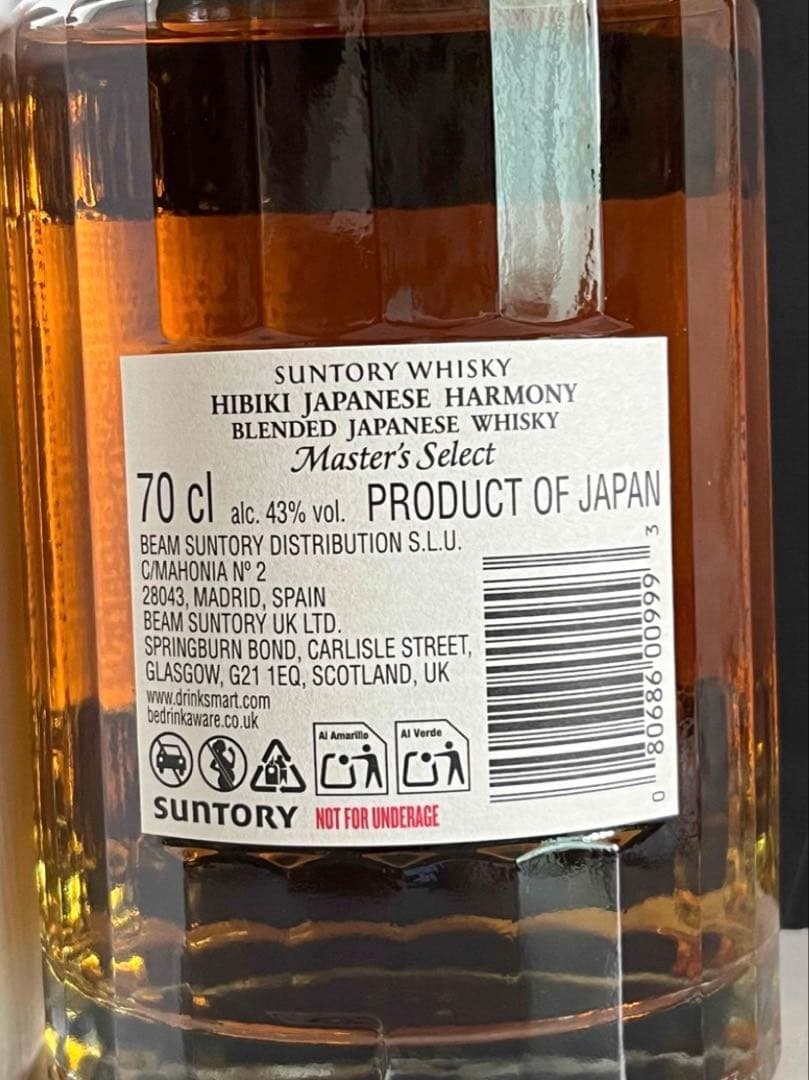 SUNTORY WHISKY
HIBIKI JAPANESE HARMONY
BLENDED JAPANESE WHISKY
Master's Select
70 cl alc. 43% vol. PRODUCT OF JAPAN
BEAM SUNTORY DISTRIBUTION S.L.U.
C/MAHONIA Nº 2
28043, MADRID, SPAIN
BEAM SUNTORY UK LTD.
SPRINGBURN BOND, CARLISLE STREET,
GLASGOW, G21 1EQ, SCOTLAND, UK
www.drinksmart.com
bedrinkaware.co.uk
Al Amarillo
Al Verde
SUNTORY NOT FOR UNDERAGE
0 80686 00999 3